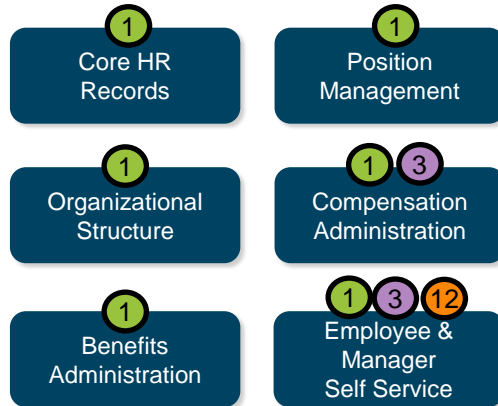 1
Core HR
Records
1
Position
Management
1
Organizational
Structure
1 3
Compensation
Administration
1
Benefits
Administration
1 3 12
Employee &
Manager
Self Service